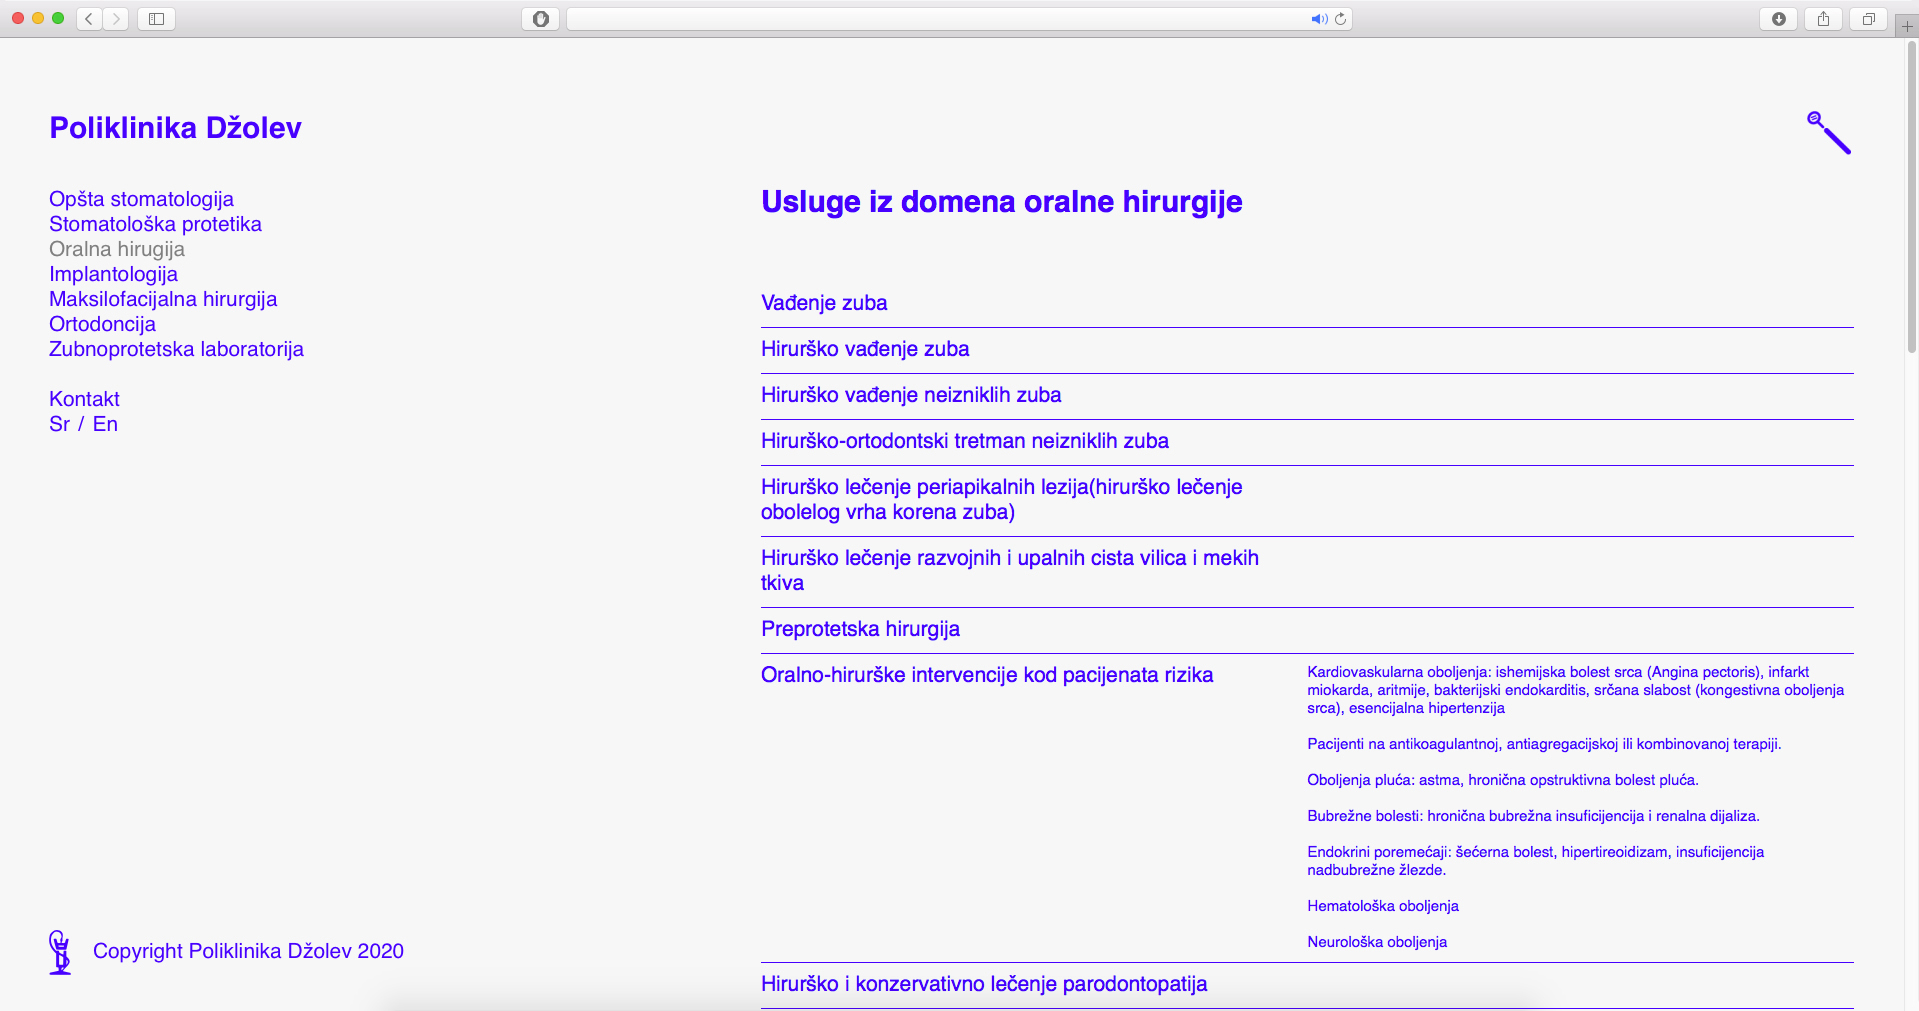 Poliklinika Džolev
Opšta stomatologija
Stomatološka protetika
Oralna hirugija
Implantologija
Maksilofacijalna hirurgija
Ortodoncija
Zubnoprotetska laboratorija
Kontakt
Sr / En
Copyright Poliklinika Džolev 2020
Usluge iz domena oralne hirurgije
Vađenje zuba
Hirurško vađenje zuba
Hirurško vađenje neizniklih zuba
Hirurško-ortodontski tretman neizniklih zuba
Hirurško lečenje periapikalnih lezija(hirurško lečenje
obolelog vrha korena zuba)
Hirurško lečenje razvojnih i upalnih cista vilica i mekih
tkiva
Preprotetska hirurgija
Oralno-hirurške intervencije kod pacijenata rizika
Kardiovaskularna oboljenja: ishemijska bolest srca (Angina pectoris), infarkt
miokarda, aritmije, bakterijski endokarditis, srčana slabost (kongestivna oboljenja
srca), esencijalna hipertenzija
Pacijenti na antikoagulantnoj, antiagregacijskoj ili kombinovanoj terapiji.
Oboljenja pluća: astma, hronična opstruktivna bolest pluća.
Bubrežne bolesti: hronična bubrežna insuficijencija i renalna dijaliza.
Endokrini poremećaji: šećerna bolest, hipertireoidizam, insuficijencija
nadbubrežne žlezde.
Hematološka oboljenja
Neurološka oboljenja
Hirurško i konzervativno lečenje parodontopatija